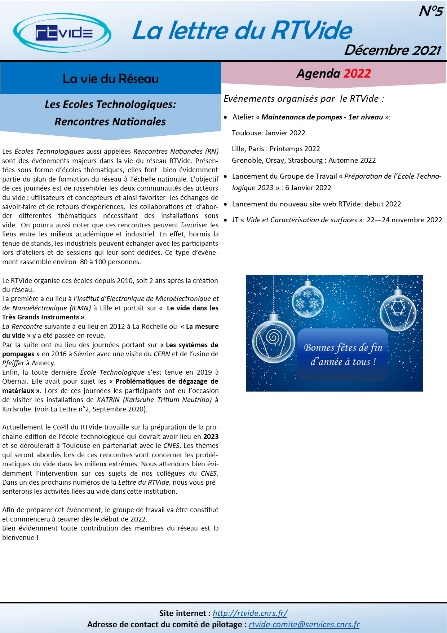 rtvide
La lettre du RTVide
N°5
Décembre 2021
La vie du Réseau
Les Ecoles Technologiques:
Rencontres Nationales
Les Ecoles Technologiques aussi appelées Rencontres Nationales (RN)
sont des évènements majeurs dans la vie du réseau RTVide. Présen-
tées sous forme d'écoles thématiques, elles font bien évidemment
partie du plan de formation du réseau à l'échelle nationale. L'objectif
de ces journées est de rassembler les deux communautés des acteurs
du vide : utilisateurs et concepteurs et ainsi favoriser les échanges de
savoir-faire et de retours d'expériences, les collaborations et d'abor-
der différentes thématiques nécessitant des installations sous
vide. On pourra aussi noter que ces rencontres peuvent favoriser les
liens entre les milieux académique et industriel. En effet, hormis la
tenue de stands, les industriels peuvent échanger avec les participants
lors d'ateliers et de sessions qui leur sont dédiées. Ce type d'évène-
ment rassemble environ 80 à 100 personnes.
Le RTVide organise ces écoles depuis 2010, soit 2 ans après la création
du réseau.
La première a eu lieu à l'Institut d'Electronique de Microélectronique et
de Nanoéléctronique (IEMN) à Lille et portait sur « Le vide dans les
Très Grands Instruments ».
La Rencontre suivante a eu lieu en 2012 à La Rochelle où « La mesure
du vide » y a été passée en revue.
Par la suite ont eu lieu des journées portant sur « Les systèmes de
pompages » en 2016 à Sévrier avec une visite du CERN et de l'usine de
Pfeiffer à Annecy.
Enfin, la toute dernière École Technologique s'est tenue en 2019 à
Obernai. Elle avait pour sujet les « Problématiques de dégazage de
matériaux ». Lors de ces journées les participants ont eu l'occasion
de visiter les installations de KATRIN (Karlsruhe Tritium Neutrino) à
Karlsruhe (voir La Lettre n°2, Septembre 2020).
Actuellement le CoPil du RTVide travaille sur la préparation de la pro-
chaine édition de l'école technologique qui devrait avoir lieu en 2023
et se déroulerait à Toulouse en partenariat avec le CNES. Les thèmes
qui seront abordés lors de ces rencontres vont concerner les problé-
matiques du vide dans les milieux extrêmes. Nous attendons bien évi-
demment l'intervention sur ces sujets de nos collègues du CNES.
Dans un des prochains numéros de la Lettre du RTVide, nous vous pré-
senterons les activités liées au vide dans cette institution.
Afin de préparer cet évènement, le groupe de travail va être constitué
et commencera à œuvrer dès le début de 2022.
Bien évidemment toute contribution des membres du réseau est la
bienvenue !
Agenda 2022
Evènements organisés par le RTVide :
• Atelier « Maintenance de pompes - 1er niveau »:
Toulouse: Janvier 2022
Lille, Paris : Printemps 2022
Grenoble, Orsay, Strasbourg : Automne 2022
• Lancement du Groupe de Travail « Préparation de l'Ecole Techno-
logique 2023 » : 6 Janvier 2022
• Lancement du nouveau site web RTVide: début 2022
• JT « Vide et Caractérisation de surfaces »: 22—24 novembre 2022
Bonnes fêtes de fin
d'année à tous !
Site internet : http://rtvide.cnrs.fr/
Adresse de contact du comité de pilotage : rtvide-comite@services.cnrs.fr